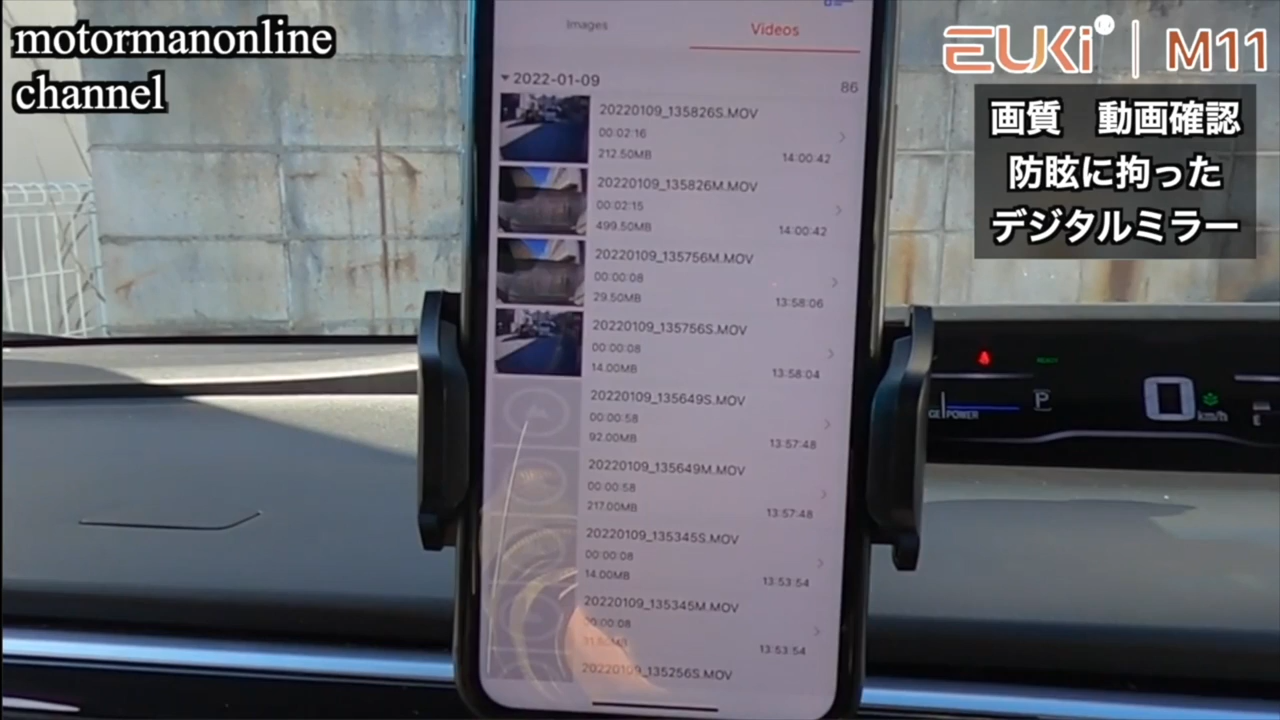 motormanonline
channel
EUKi M11
画質　動画確認
防眩に拘った
デジタルミラー
Images
Videos
2022-01-09
86
20220109_135826S.MOV
00:02:16
212.50MB
14:00:42
20220109_135826M.MOV
00:02:15
499.50MB
14:00:42
20220109_135756M.MOV
00:00:08
29.50MB
13:58:06
20220109_135756S.MOV
00:00:08
14.00MB
13:58:04
20220109_135649S.MOV
00:00:58
92.00MB
13:57:48
20220109_135649M.MOV
00:00:58
217.00MB
13:57:48
20220109_135345S.MOV
00:00:08
14.00MB
13:53:54
20220109_135345M.MOV
00:00:08
13:53:54
20220109_135256S.MOV
READY
POWER
P
0
km/h
E